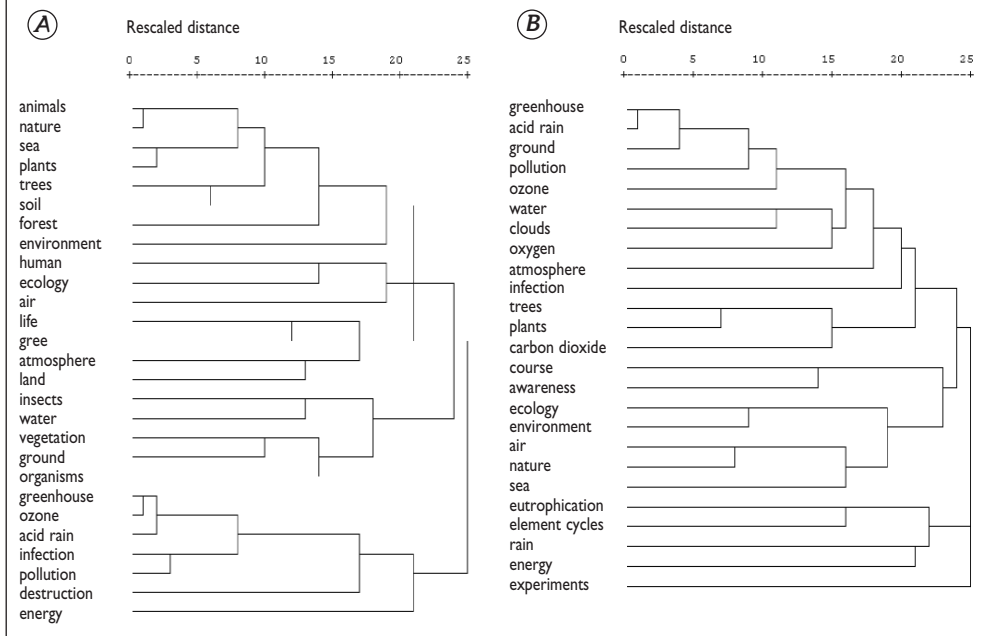 A
Rescaled distance
0 5 10 15 20 25
animals
nature
sea
plants
trees
soil
forest
environment
human
ecology
air
life
gree
atmosphere
land
insects
water
vegetation
ground
organisms
greenhouse
ozone
acid rain
infection
pollution
destruction
energy
B
Rescaled distance
0 5 10 15 20 25
greenhouse
acid rain
ground
pollution
ozone
water
clouds
oxygen
atmosphere
infection
trees
plants
carbon dioxide
course
awareness
ecology
environment
air
nature
sea
eutrophication
element cycles
rain
energy
experiments